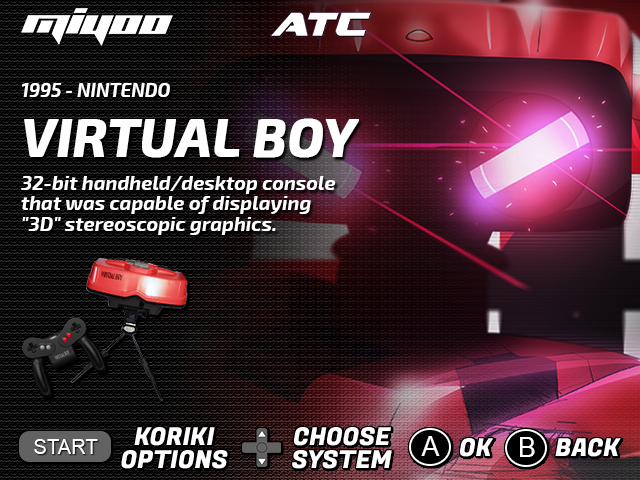 miyoo ATC
1995 - NINTENDO
VIRTUAL BOY
32-bit handheld/desktop console
that was capable of displaying
"3D" stereoscopic graphics.
VIRTUAL BOY
START KORIKI OPTIONS CHOOSE SYSTEM A OK B BACK